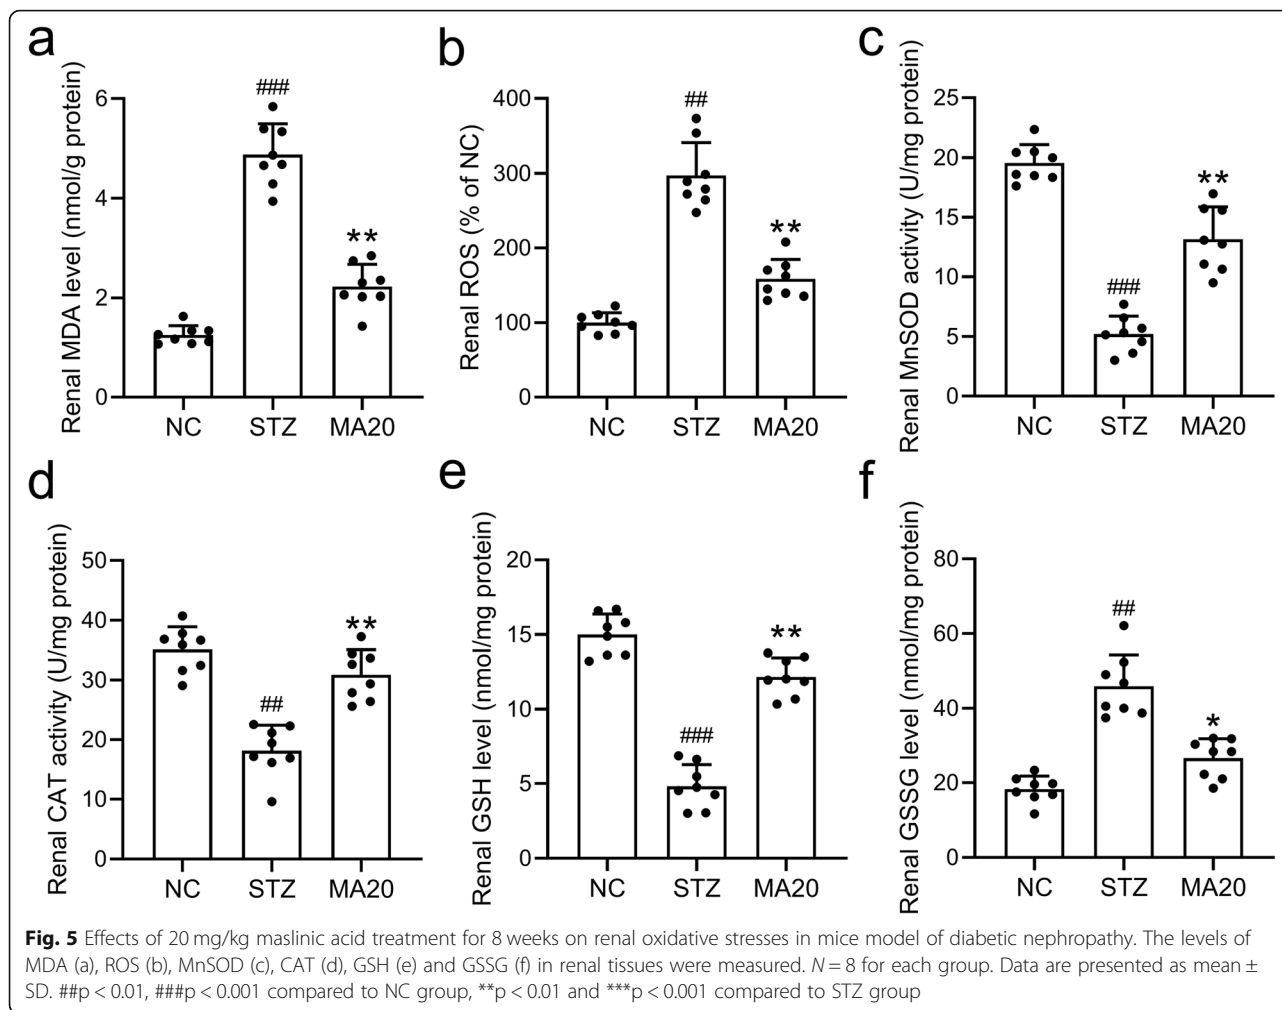 a
Renal MDA level (nmol/g protein)
6
4
2
0
###
**
NC STZ MA20
b
Renal ROS (% of NC)
400
300
200
100
0
##
**
NC STZ MA20
c
Renal MnSOD activity (U/mg protein)
25
20
15
10
5
0
###
**
NC STZ MA20
d
Renal CAT activity (U/mg protein)
50
40
30
20
10
0
##
**
NC STZ MA20
e
Renal GSH level (nmol/mg protein)
20
15
10
5
0
###
**
NC STZ MA20
f
Renal GSSG level (nmol/mg protein)
80
60
40
20
0
##
*
NC STZ MA20
Fig. 5 Effects of 20 mg/kg maslinic acid treatment for 8 weeks on renal oxidative stresses in mice model of diabetic nephropathy. The levels of
MDA (a), ROS (b), MnSOD (c), CAT (d), GSH (e) and GSSG (f) in renal tissues were measured. N = 8 for each group. Data are presented as mean ±
SD. ##p < 0.01, ###p < 0.001 compared to NC group, **p < 0.01 and ***p < 0.001 compared to STZ group